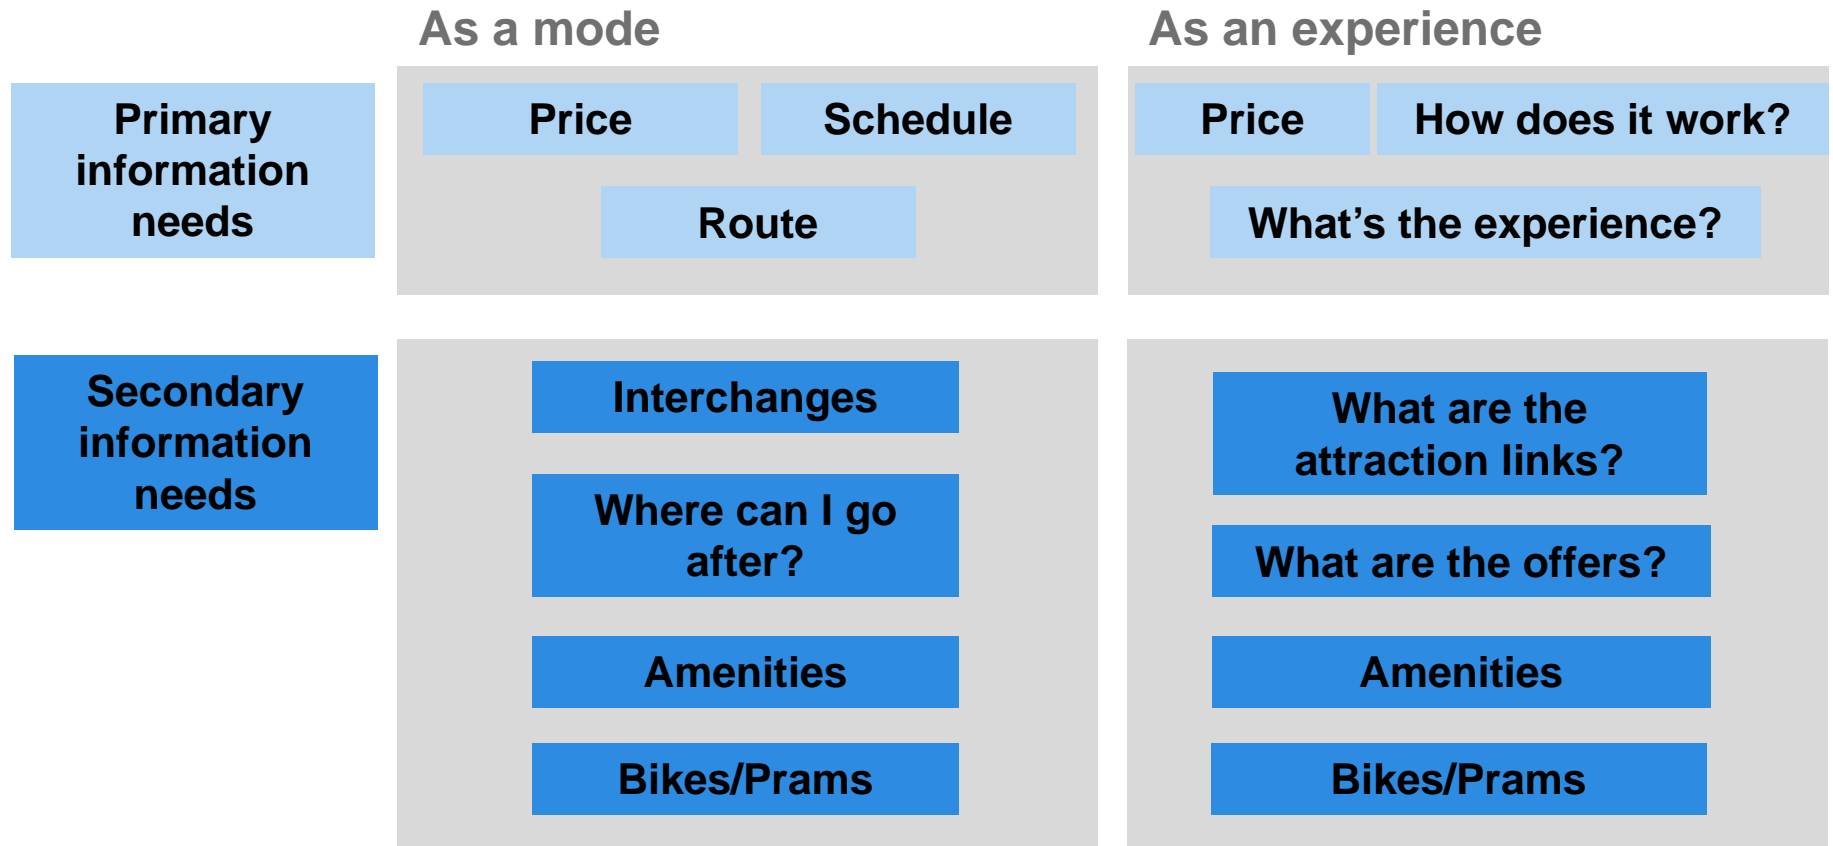 As a mode
As an experience
Primary
information
needs
Price
Schedule
Route
Price
How does it work?
What's the experience?
Secondary
information
needs
Interchanges
Where can I go
after?
Amenities
Bikes/Prams
What are the
attraction links?
What are the offers?
Amenities
Bikes/Prams